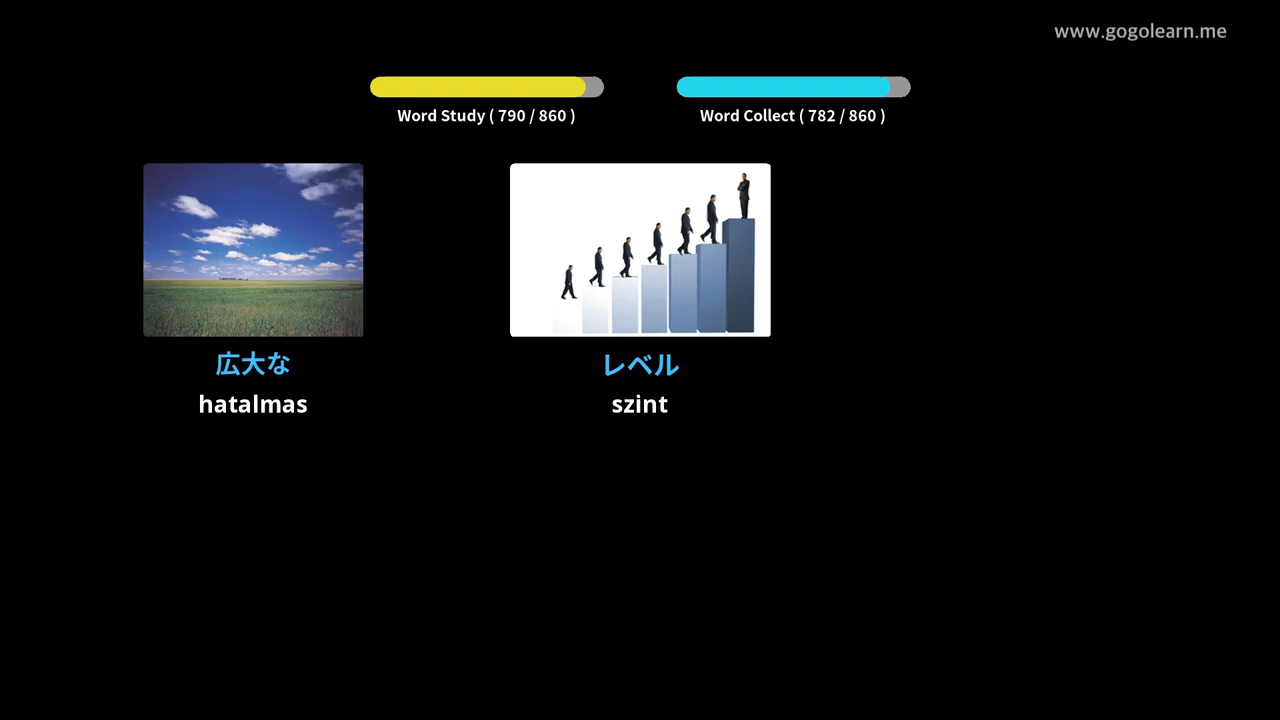 www.gogolearn.me
Word Study ( 790 / 860 )
Word Collect ( 782 / 860 )
広大な
hatalmas
レベル
szint